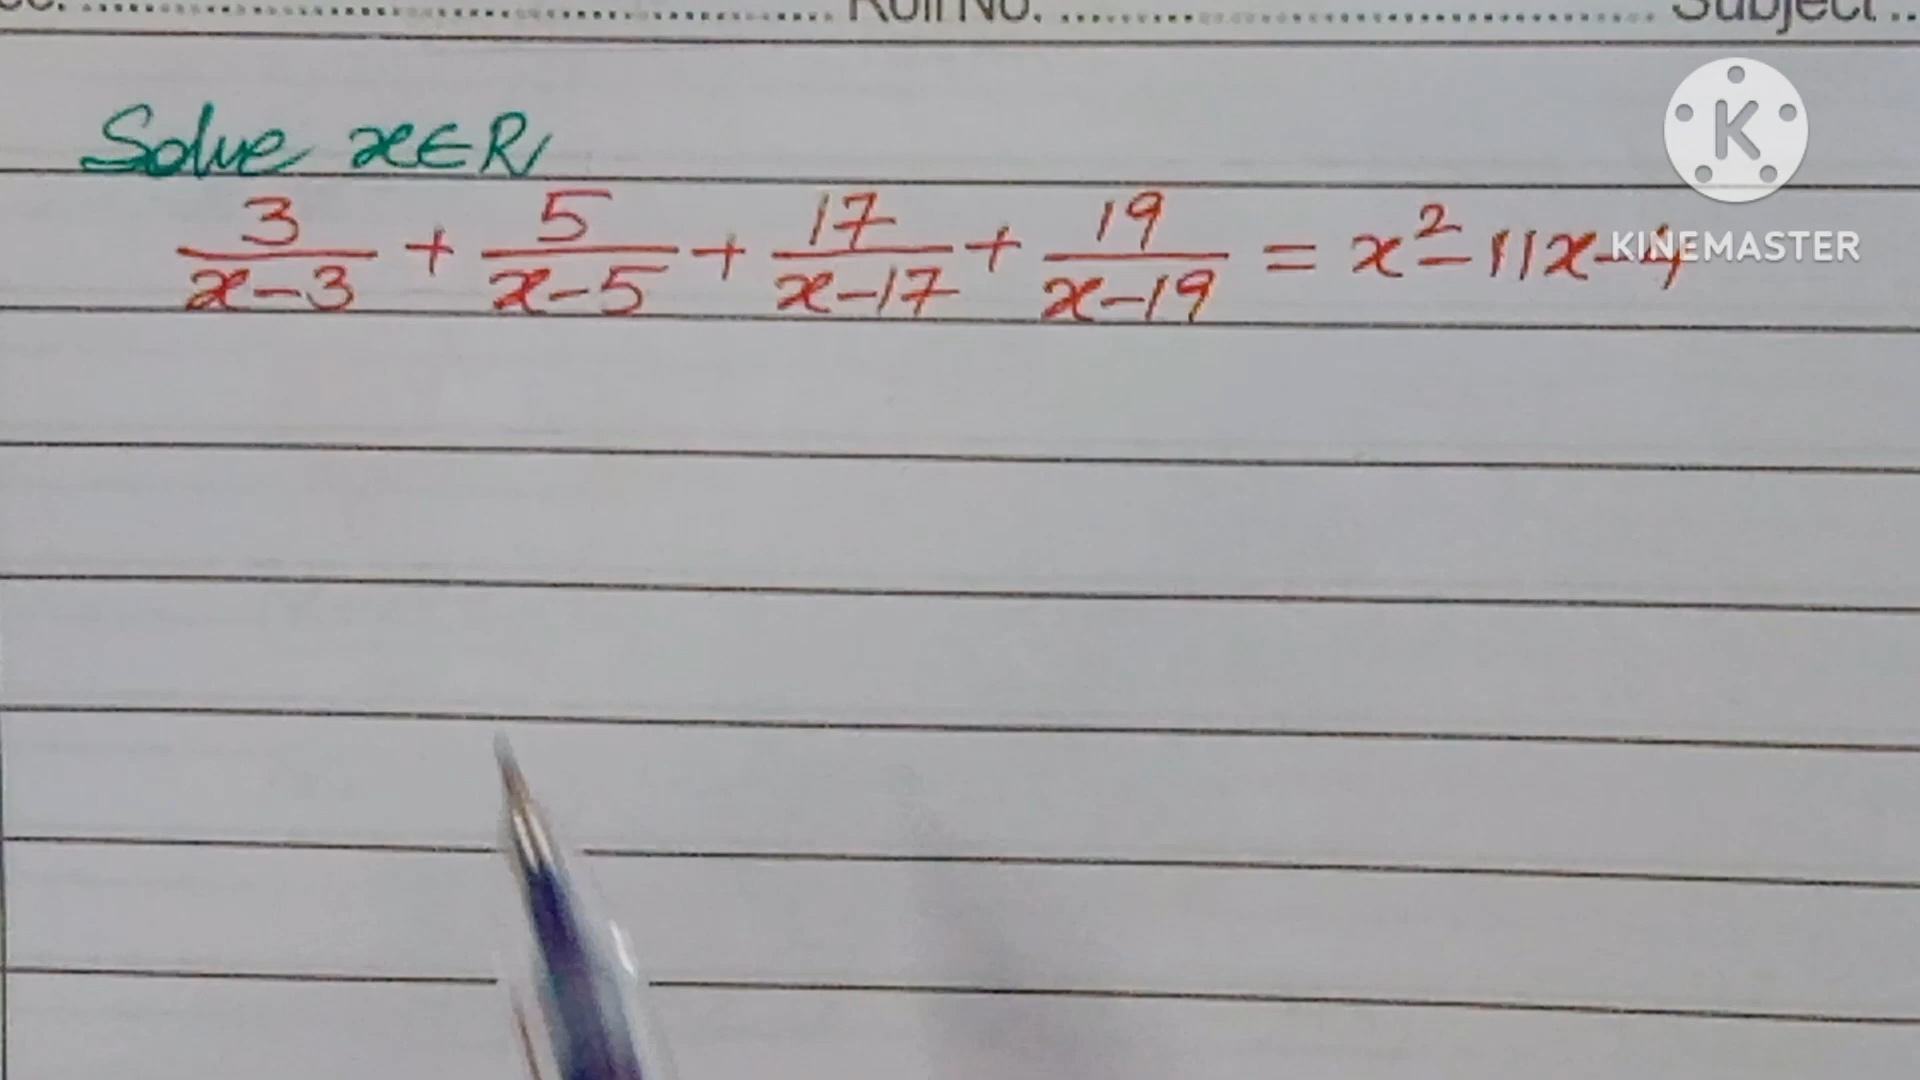 Roll No. Subject
Solve x∈R
3/(x-3) + 5/(x-5) + 17/(x-17) + 19/(x-19) = x² - 11x - 4
KINEMASTER